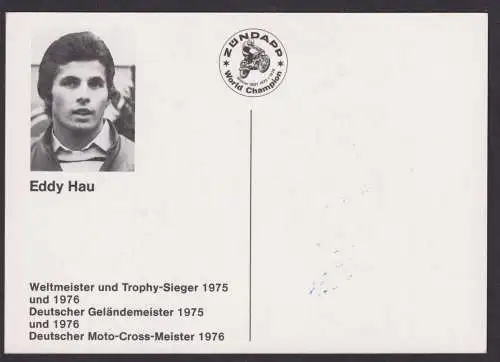 ZÜNDAPP
World Champion
Eddy Hau
Weltmeister und Trophy-Sieger 1975
und 1976
Deutscher Geländemeister 1975
und 1976
Deutscher Moto-Cross-Meister 1976